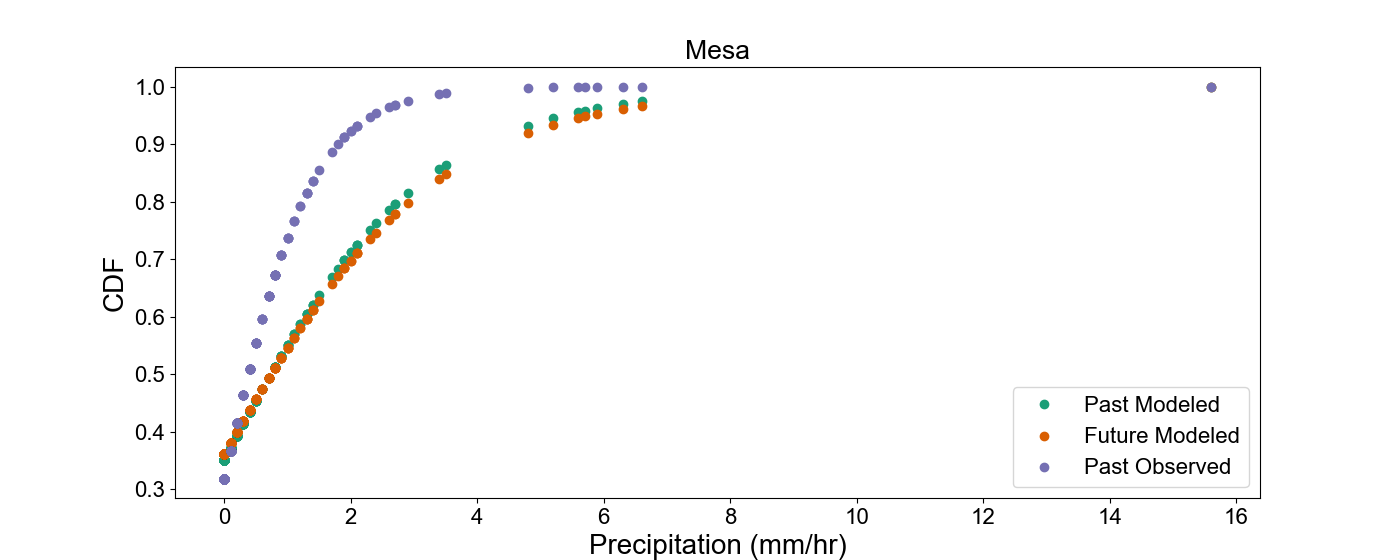 Mesa
1.0
0.9
0.8
0.7
0.6
0.5
0.4
0.3
CDF
Past Modeled
Future Modeled
Past Observed
0 2 4 6 8 10 12 14 16
Precipitation (mm/hr)